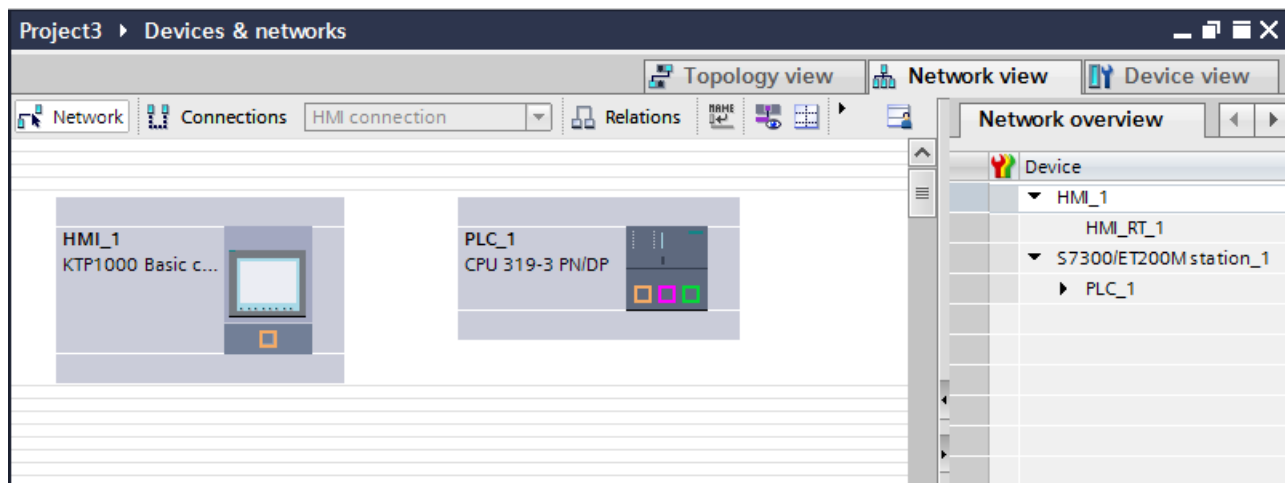 Project3 ▸ Devices & networks
Topology view Network view Device view
Network Connections HMI connection Relations NAME
Network overview
Device
HMI_1
HMI_RT_1
S7300/ET200M station_1
PLC_1
HMI_1
KTP1000 Basic c...
PLC_1
CPU 319-3 PN/DP